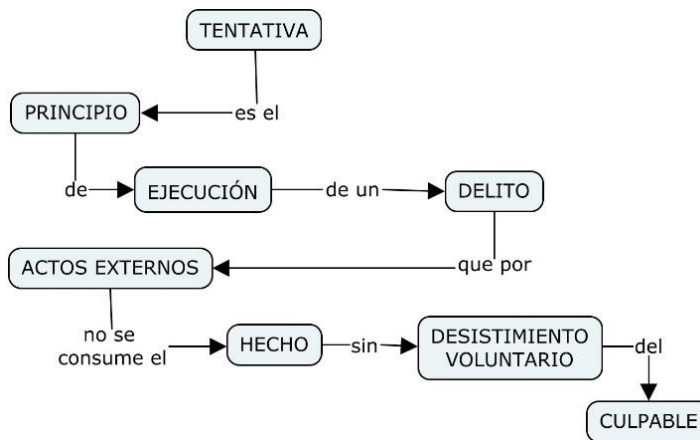 TENTATIVA
es el
PRINCIPIO
de
EJECUCIÓN
de un
DELITO
que por
ACTOS EXTERNOS
no se
consume el
HECHO
sin
DESISTIMIENTO
VOLUNTARIO
del
CULPABLE